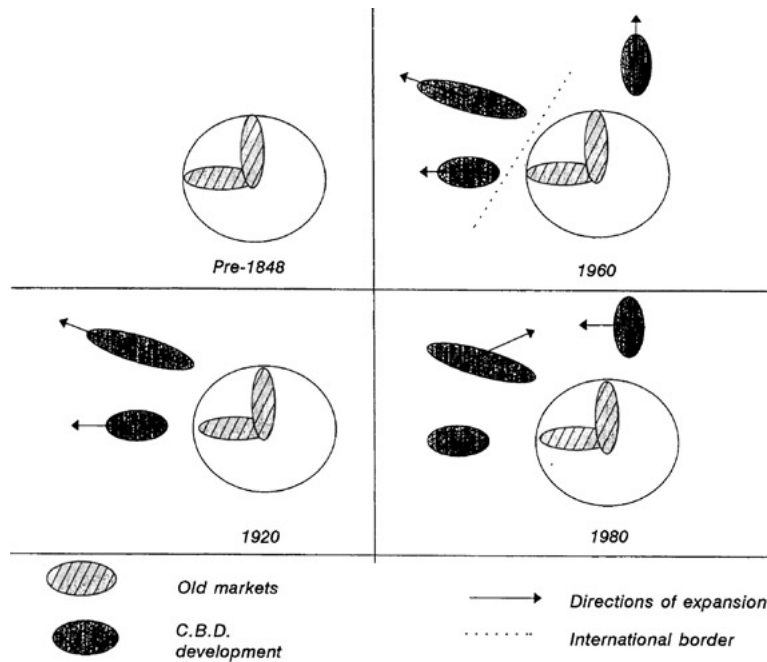 Pre-1848
1960
1920
1980
Old markets
C.B.D.
development
Directions of expansion
International border